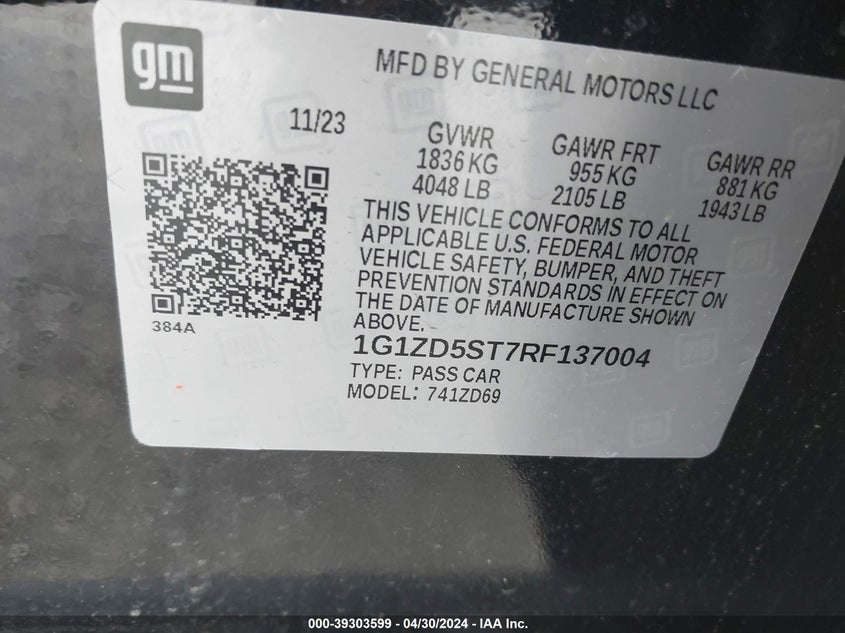 gm
MFD BY GENERAL MOTORS LLC
11/23
GVWR
1836 KG
4048 LB
GAWR FRT
955 KG
2105 LB
GAWR RR
881 KG
1943 LB
THIS VEHICLE CONFORMS TO ALL
APPLICABLE U.S. FEDERAL MOTOR
VEHICLE SAFETY, BUMPER, AND THEFT
PREVENTION STANDARDS IN EFFECT ON
THE DATE OF MANUFACTURE SHOWN
ABOVE.
384A
1G1ZD5ST7RF137004
TYPE: PASS CAR
MODEL: 741ZD69
000-39303599 - 04/30/2024 - IAA Inc.